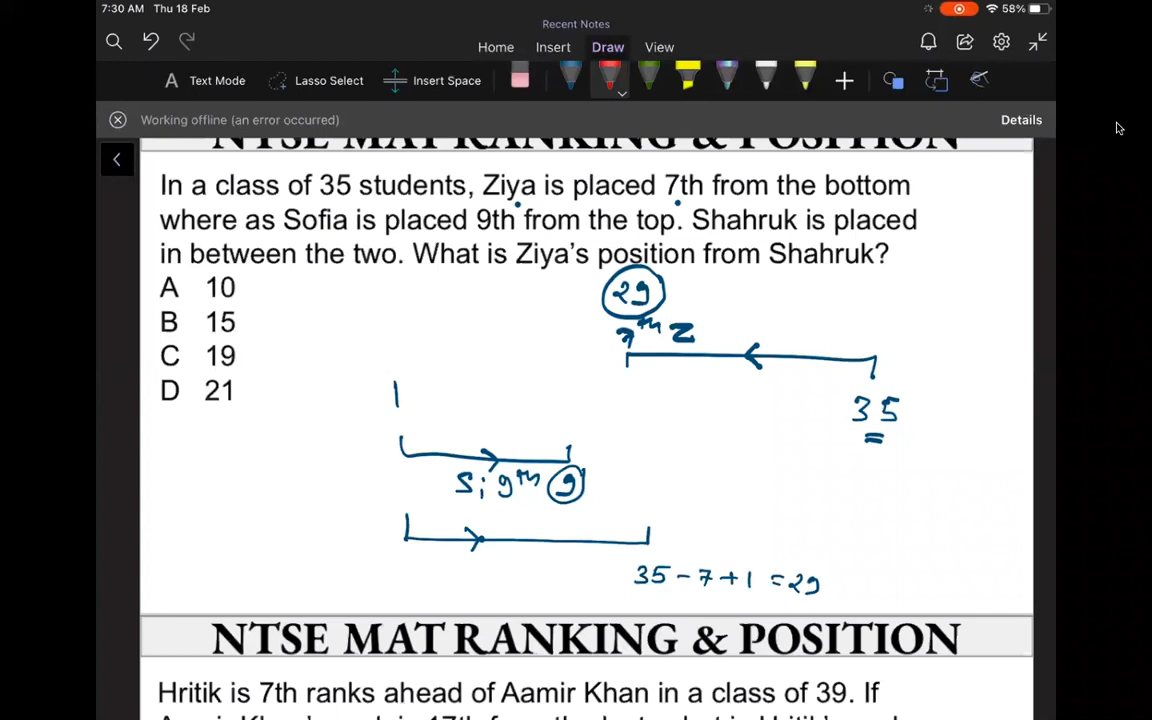 7:30 AM Thu 18 Feb
58%
Recent Notes
Home Insert Draw View
Text Mode Lasso Select Insert Space
Working offline (an error occurred) Details
NTSE MAT RANKING & POSITION
In a class of 35 students, Ziya is placed 7th from the bottom
where as Sofia is placed 9th from the top. Shahruk is placed
in between the two. What is Ziya's position from Shahruk?
A 10
B 15
C 19
D 21
29
7th Z
35
1
S; 9th 9
35-7+1 = 29
NTSE MAT RANKING & POSITION
Hritik is 7th ranks ahead of Aamir Khan in a class of 39. If